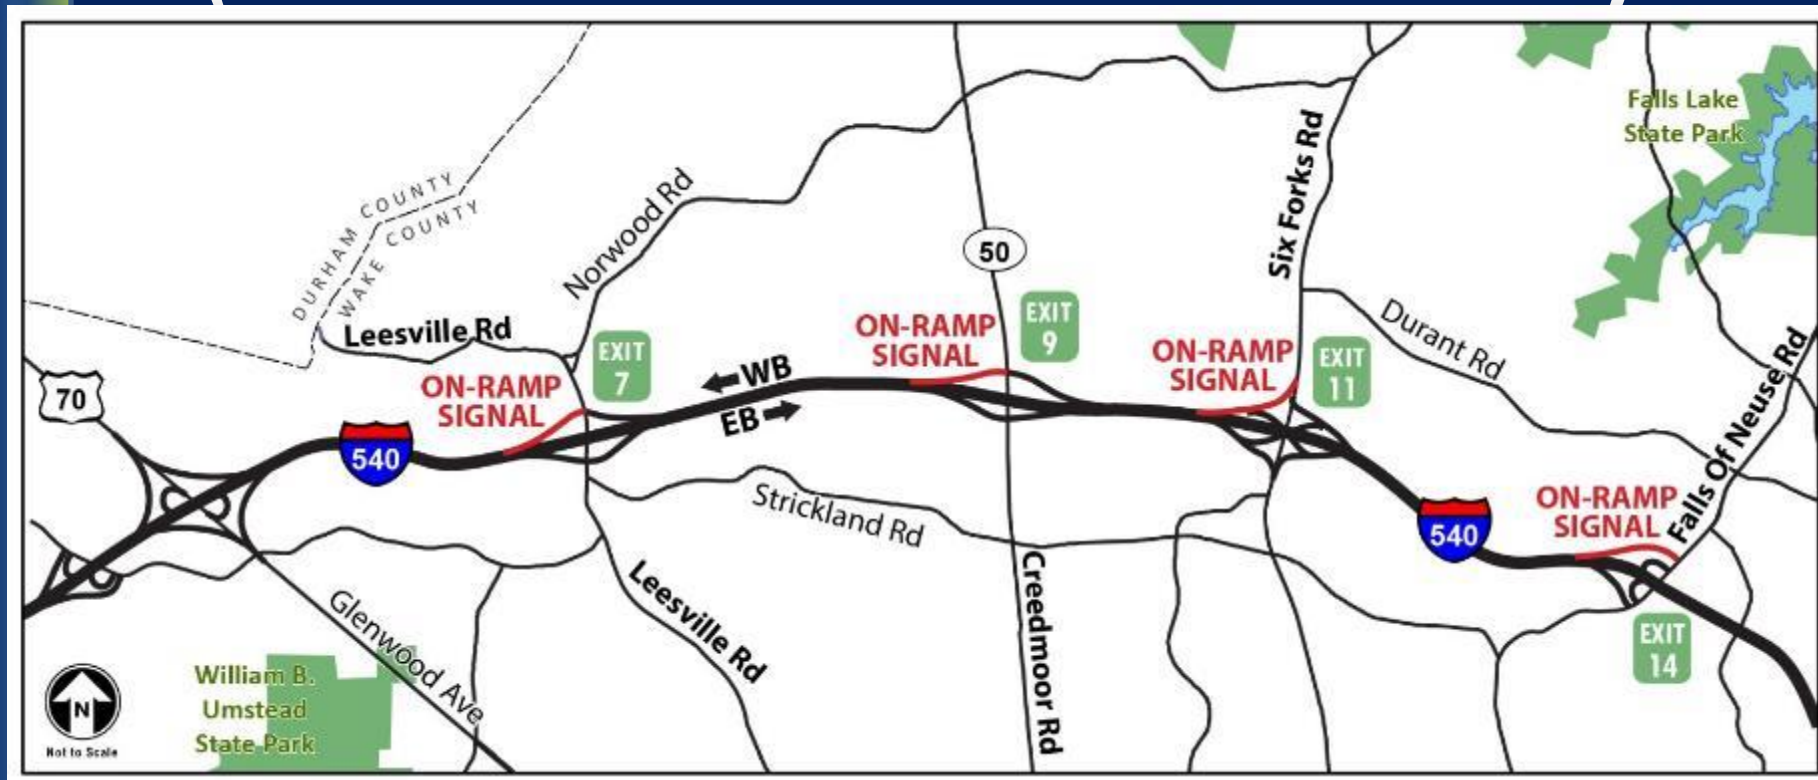 Falls Lake
State Park
DURHAM COUNTY
WAKE COUNTY
Norwood Rd
Six Forks Rd
50
Leesville Rd
EXIT
7
ON-RAMP
SIGNAL
EXIT
9
ON-RAMP
SIGNAL
EXIT
11
Durant Rd
70
ON-RAMP
SIGNAL
WB
EB
540
Falls Of Neuse Rd
Strickland Rd
ON-RAMP
SIGNAL
540
Leesville Rd
Creedmoor Rd
Glenwood Ave
EXIT
14
William B.
Umstead
State Park
N
Not to Scale